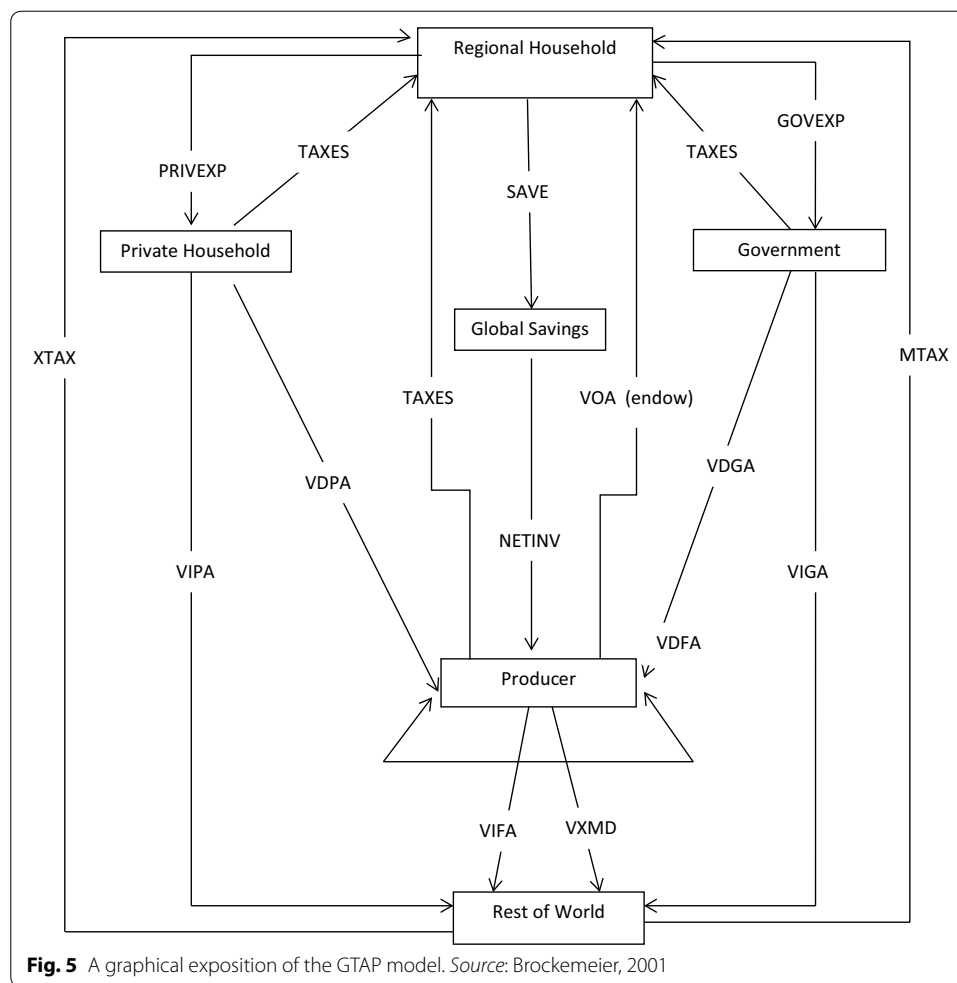 Regional Household
GOVEXP
TAXES
TAXES
PRIVEXP
SAVE
Private Household
Government
Global Savings
XTAX
MTAX
TAXES
VOA (endow)
VDPA
VDGA
NETINV
VIPA
VIGA
VDFA
Producer
VIFA
VXMD
Rest of World
Fig. 5 A graphical exposition of the GTAP model. Source: Brockemeier, 2001